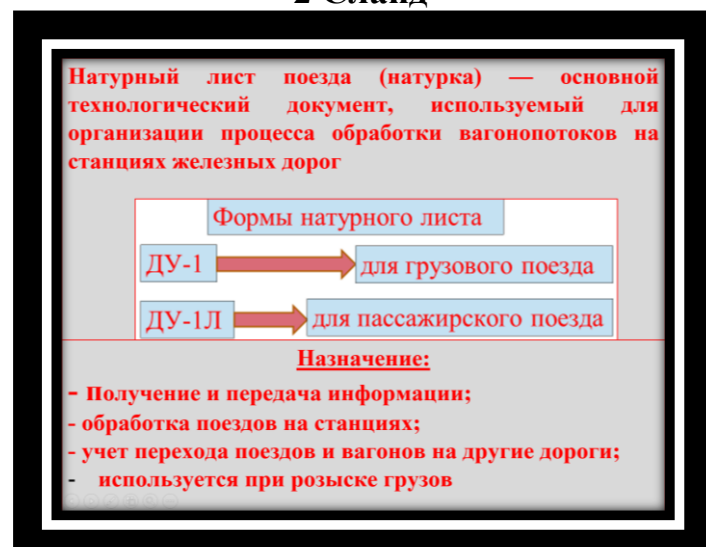 2 Слайд
Натурный лист поезда (натурка) — основной
технологический документ, используемый для
организации процесса обработки вагонопотоков на
станциях железных дорог
Формы натурного листа
ДУ-1 для грузового поезда
ДУ-1Л для пассажирского поезда
Назначение:
- Получение и передача информации;
- обработка поездов на станциях;
- учет перехода поездов и вагонов на другие дороги;
- используется при розыске грузов